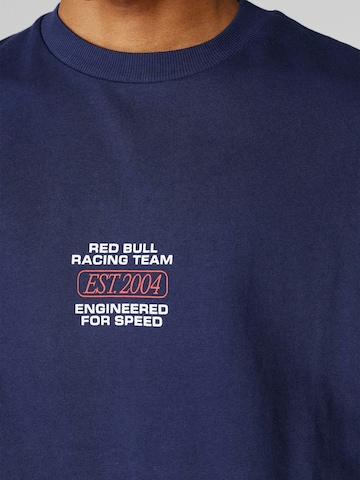 RED BULL
RACING TEAM
EST. 2004
ENGINEERED
FOR SPEED